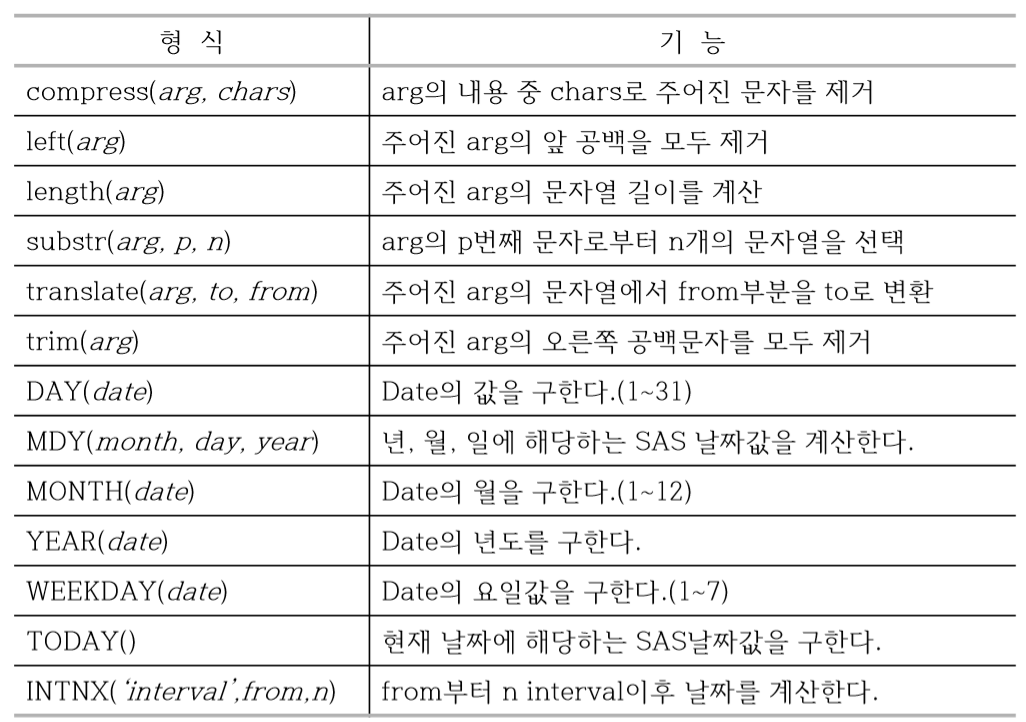 형 식 기 능
compress(arg, chars) arg의 내용 중 chars로 주어진 문자를 제거
left(arg) 주어진 arg의 앞 공백을 모두 제거
length(arg) 주어진 arg의 문자열 길이를 계산
substr(arg, p, n) arg의 p번째 문자로부터 n개의 문자열을 선택
translate(arg, to, from) 주어진 arg의 문자열에서 from부분을 to로 변환
trim(arg) 주어진 arg의 오른쪽 공백문자를 모두 제거
DAY(date) Date의 값을 구한다.(1~31)
MDY(month, day, year) 년, 월, 일에 해당하는 SAS 날짜값을 계산한다.
MONTH(date) Date의 월을 구한다.(1~12)
YEAR(date) Date의 년도를 구한다.
WEEKDAY(date) Date의 요일값을 구한다.(1~7)
TODAY() 현재 날짜에 해당하는 SAS날짜값을 구한다.
INTNX(‘interval’,from,n) from부터 n interval이후 날짜를 계산한다.